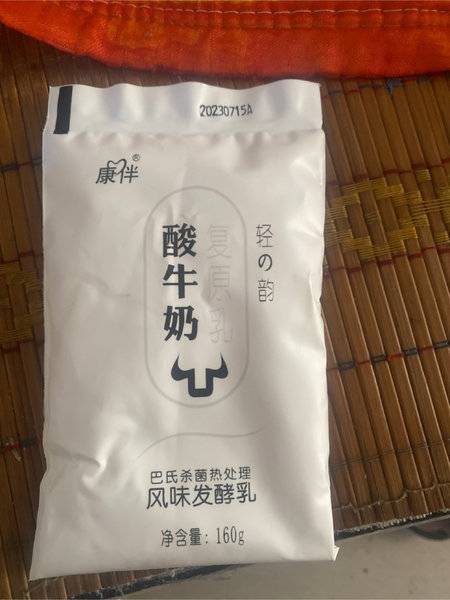 20230715A
康伴®
酸牛奶
复原乳
轻の韵
巴氏杀菌热处理
风味发酵乳
净含量：160g